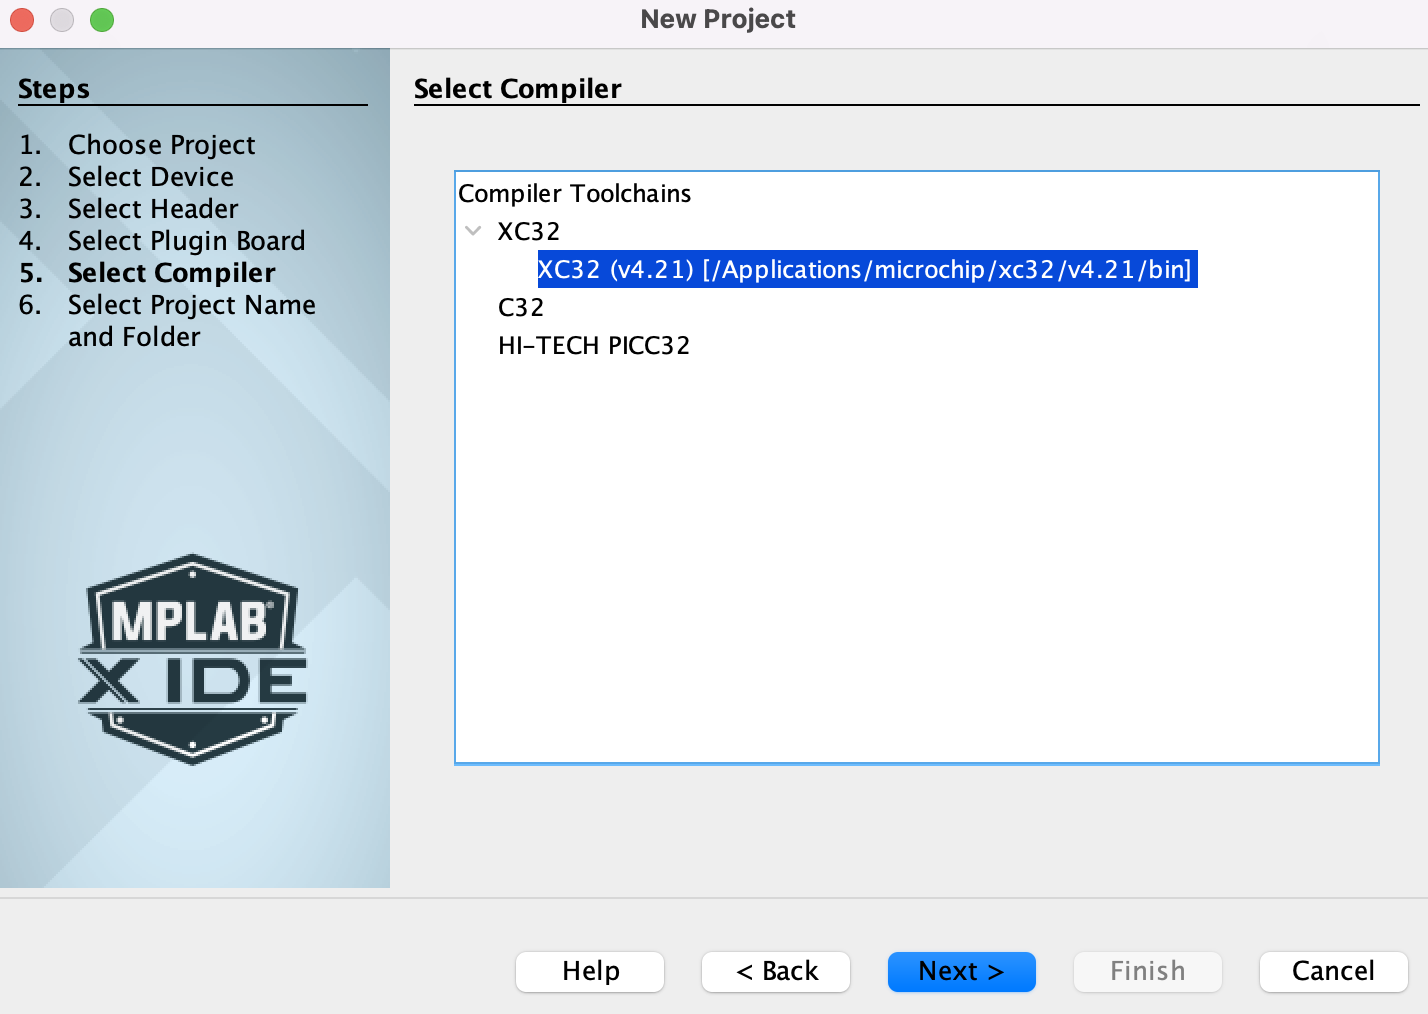 New Project
Steps
1. Choose Project
2. Select Device
3. Select Header
4. Select Plugin Board
5. Select Compiler
6. Select Project Name
and Folder
MPLAB®
X IDE
Select Compiler
Compiler Toolchains
XC32
XC32 (v4.21) [/Applications/microchip/xc32/v4.21/bin]
C32
HI-TECH PICC32
Help
< Back
Next >
Finish
Cancel